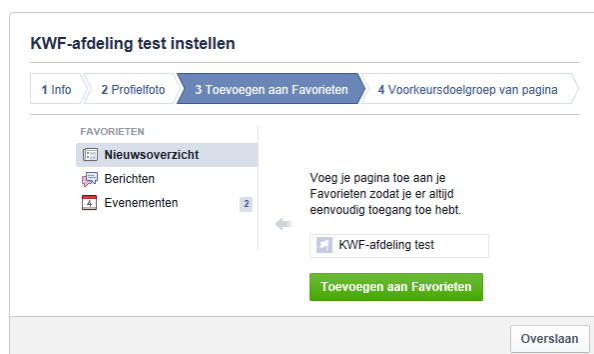 KWF-afdeling test instellen
1 Info 2 Profielfoto 3 Toevoegen aan Favorieten 4 Voorkeursdoelgroep van pagina
FAVORIETEN
Nieuwsoverzicht
Berichten
4 Evenementen 2
Voeg je pagina toe aan je
Favorieten zodat je er altijd
eenvoudig toegang toe hebt.
KWF-afdeling test
Toevoegen aan Favorieten
Overslaan